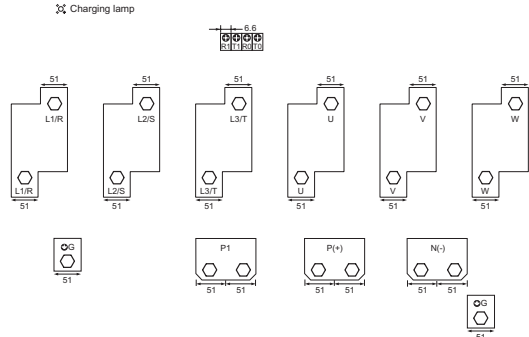 Charging lamp
6.6
R1 T1 R0 T0
51 51 51 51 51 51
L1/R L2/S L3/T U V W
L1/R L2/S L3/T U V W
51 51 51 51 51 51
G P1 P(+) N(-)
51 51 51 51 51 51 51
G
51